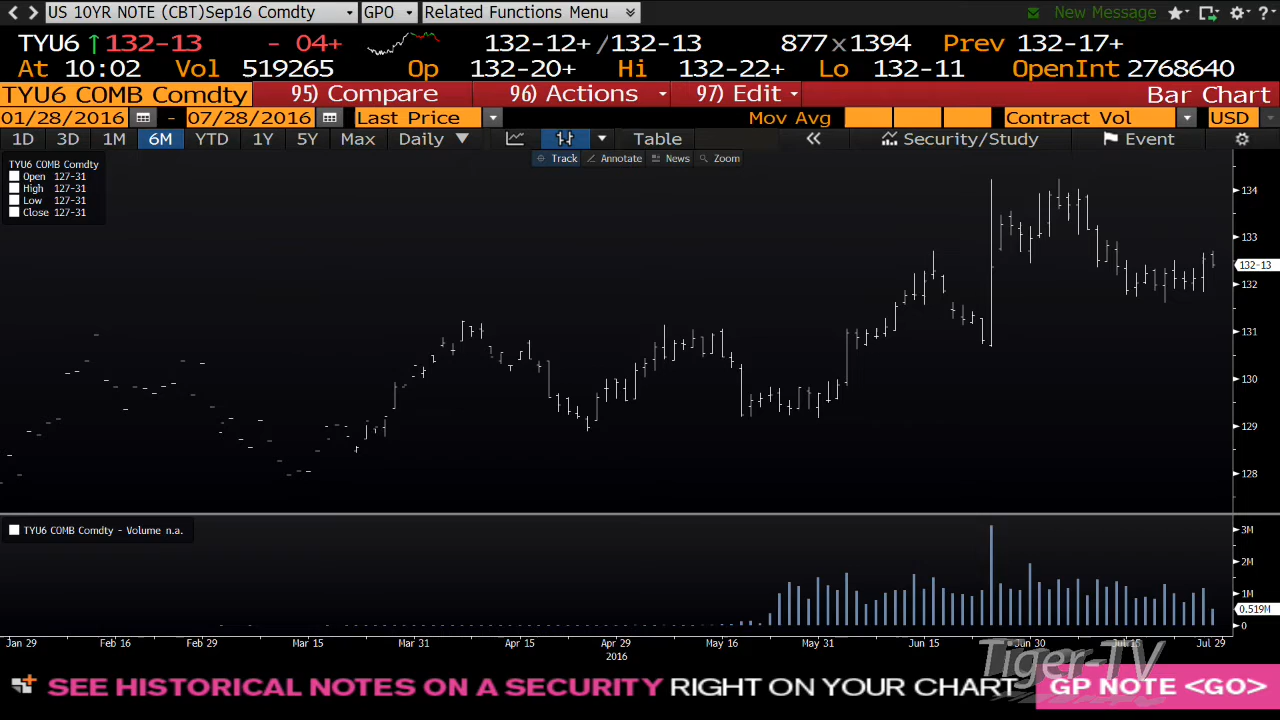 US 10YR NOTE (CBT)Sep16 Comdty GPO Related Functions Menu New Message
TYU6 ↑132-13 - 04+ 132-12+/132-13 877x1394 Prev 132-17+
At 10:02 Vol 519265 Op 132-20+ Hi 132-22+ Lo 132-11 OpenInt 2768640
TYU6 COMB Comdty 95) Compare 96) Actions 97) Edit Bar Chart
01/28/2016 - 07/28/2016 Last Price Mov Avg Contract Vol USD
1D 3D 1M 6M YTD 1Y 5Y Max Daily Table Security/Study Event
Track Annotate News Zoom
TYU6 COMB Comdty
Open 127-31
High 127-31
Low 127-31
Close 127-31
134
133
132-13
132
131
130
129
128
TYU6 COMB Comdty - Volume n.a.
3M
2M
1M
0.519M
0
Jan 29 Feb 16 Feb 29 Mar 15 Mar 31 Apr 15 Apr 29 May 16 May 31 Jun 15 Jun 30 Jul 15 Jul 29
2016
Tiger-TV
SEE HISTORICAL NOTES ON A SECURITY RIGHT ON YOUR CHART GP NOTE <GO>